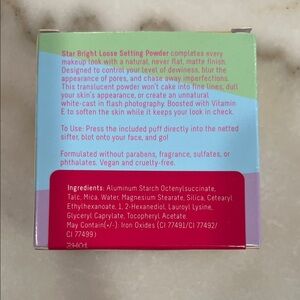 Star Bright Loose Setting Powder completes every
makeup look with a natural, never flat, matte finish.
Designed to control your level of dewiness, blur the
appearance of pores, and chase away imperfections.
This translucent powder won't cake into fine lines, dull
your skin's appearance, or create an unnatural
white-cast in flash photography. Boosted with Vitamin
E to soften the skin while it keeps your look in check.
To Use: Press the included puff directly into the netted
sifter, blot onto your face, and go!
Formulated without parabens, fragrance, sulfates, or
phthalates. Vegan and cruelty-free.
Ingredients: Aluminum Starch Octenylsuccinate,
Talc, Mica, Water, Magnesium Stearate, Silica, Cetearyl
Ethylhexanoate, 1, 2-Hexanediol, Lauroyl Lysine,
Glyceryl Caprylate, Tocopheryl Acetate.
May Contain(+/-): Iron Oxides (CI 77491/CI 77492/
CI 77499)